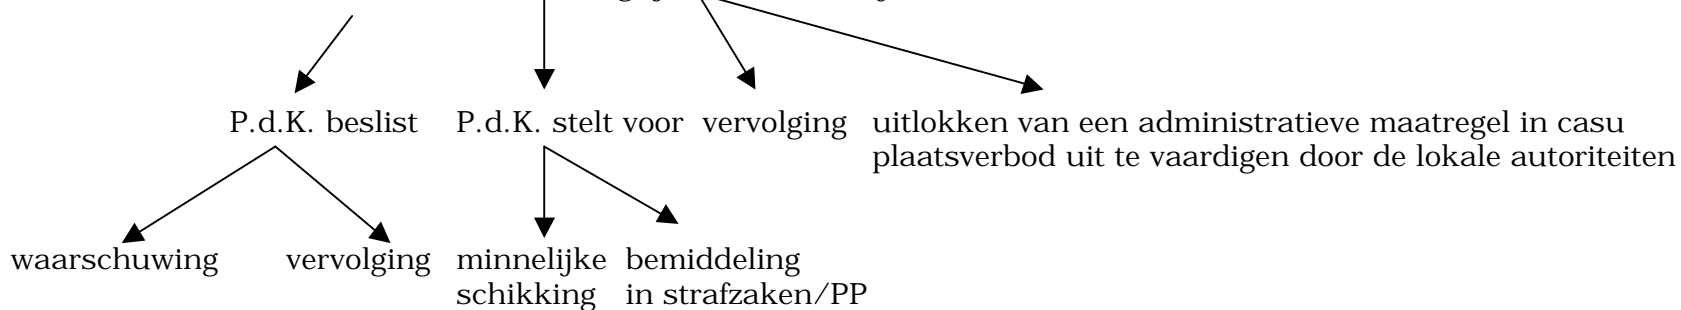 P.d.K. beslist P.d.K. stelt voor vervolging uitlokken van een administratieve maatregel in casu
plaatsverbod uit te vaardigen door de lokale autoriteiten
waarschuwing vervolging minnelijke bemiddeling
schikking in strafzaken/PP